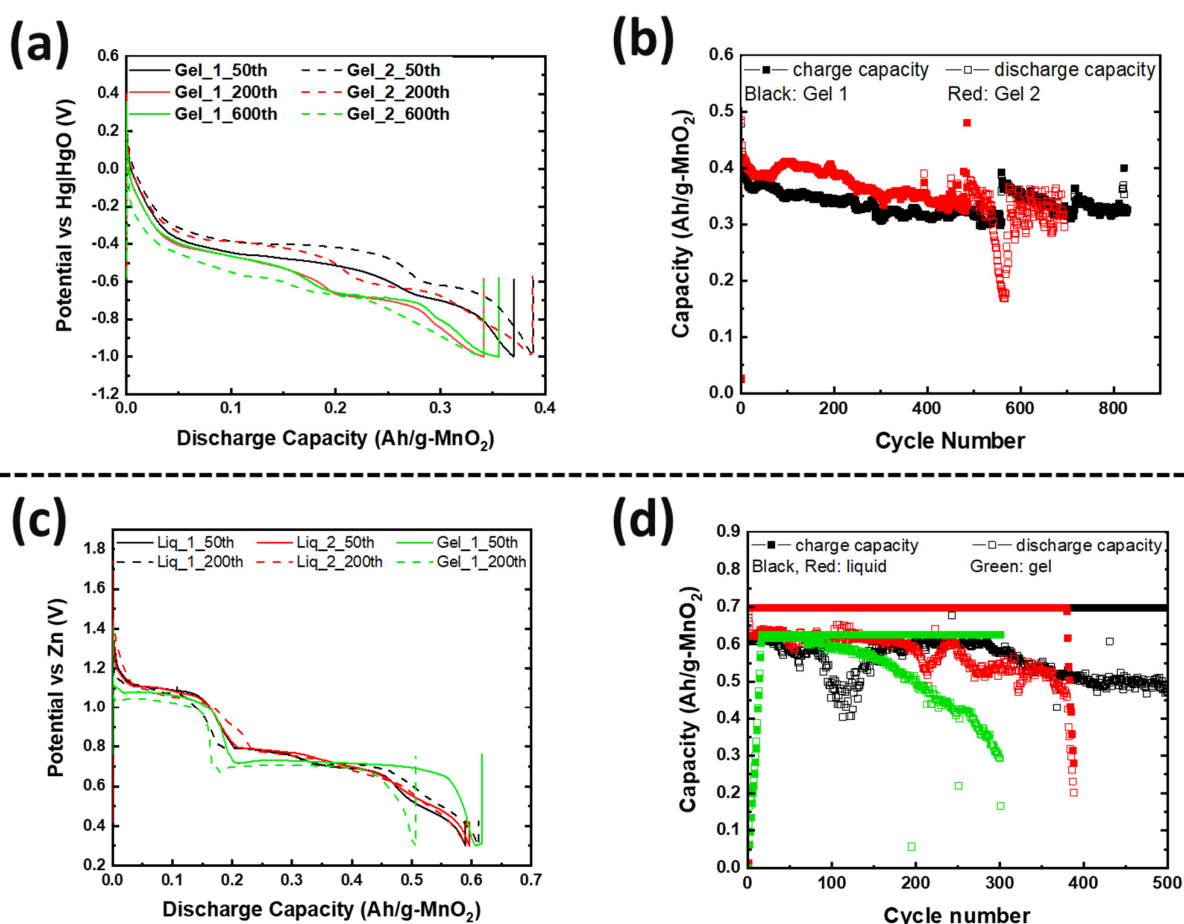 (a)
Gel_1_50th Gel_2_50th
Gel_1_200th Gel_2_200th
Gel_1_600th Gel_2_600th
Potential vs Hg|HgO (V)
0.6
0.4
0.2
0.0
-0.2
-0.4
-0.6
-0.8
-1.0
-1.2
0.0 0.1 0.2 0.3 0.4
Discharge Capacity (Ah/g-MnO₂)
(b)
charge capacity discharge capacity
Black: Gel 1 Red: Gel 2
Capacity (Ah/g-MnO₂)
0.6
0.5
0.4
0.3
0.2
0.1
0.0
0 200 400 600 800
Cycle Number
(c)
Liq_1_50th Liq_2_50th Gel_1_50th
Liq_1_200th Liq_2_200th Gel_1_200th
Potential vs Zn (V)
1.8
1.6
1.4
1.2
1.0
0.8
0.6
0.4
0.2
0.0 0.1 0.2 0.3 0.4 0.5 0.6 0.7
Discharge Capacity (Ah/g-MnO₂)
(d)
charge capacity discharge capacity
Black, Red: liquid Green: gel
Capacity (Ah/g-MnO₂)
0.9
0.8
0.7
0.6
0.5
0.4
0.3
0.2
0.1
0.0
0 100 200 300 400 500
Cycle number